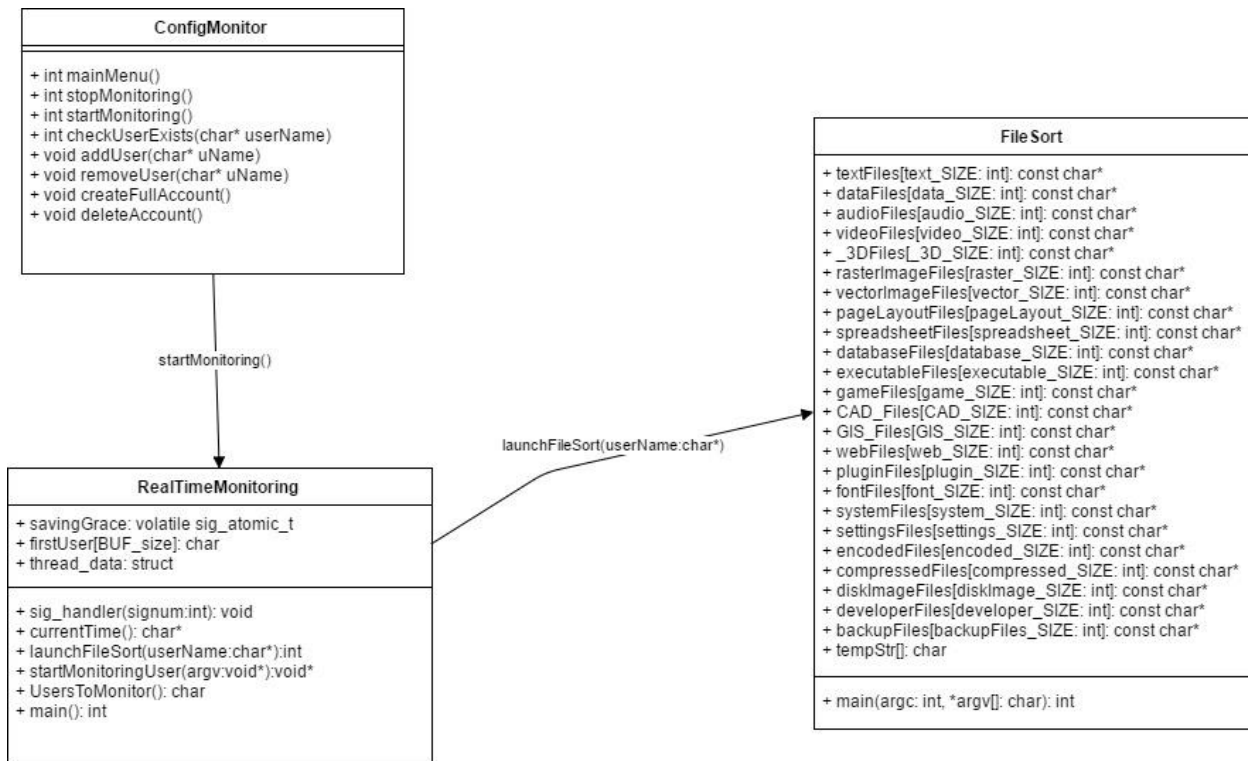 ConfigMonitor
+ int mainMenu()
+ int stopMonitoring()
+ int startMonitoring()
+ int checkUserExists(char* userName)
+ void addUser(char* uName)
+ void removeUser(char* uName)
+ void createFullAccount()
+ void deleteAccount()
startMonitoring()
RealTimeMonitoring
+ savingGrace: volatile sig_atomic_t
+ firstUser[BUF_size]: char
+ thread_data: struct
+ sig_handler(signum:int): void
+ currentTime(): char*
+ launchFileSort(userName:char*):int
+ startMonitoringUser(argv:void*):void*
+ UsersToMonitor(): char
+ main(): int
launchFileSort(userName:char*)
FileSort
+ textFiles[text_SIZE: int]: const char*
+ dataFiles[data_SIZE: int]: const char*
+ audioFiles[audio_SIZE: int]: const char*
+ videoFiles[video_SIZE: int]: const char*
+ _3DFiles[_3D_SIZE: int]: const char*
+ rasterImageFiles[raster_SIZE: int]: const char*
+ vectorImageFiles[vector_SIZE: int]: const char*
+ pageLayoutFiles[pageLayout_SIZE: int]: const char*
+ spreadsheetFiles[spreadsheet_SIZE: int]: const char*
+ databaseFiles[database_SIZE: int]: const char*
+ executableFiles[executable_SIZE: int]: const char*
+ gameFiles[game_SIZE: int]: const char*
+ CAD_Files[CAD_SIZE: int]: const char*
+ GIS_Files[GIS_SIZE: int]: const char*
+ webFiles[web_SIZE: int]: const char*
+ pluginFiles[plugin_SIZE: int]: const char*
+ fontFiles[font_SIZE: int]: const char*
+ systemFiles[system_SIZE: int]: const char*
+ settingsFiles[settings_SIZE: int]: const char*
+ encodedFiles[encoded_SIZE: int]: const char*
+ compressedFiles[compressed_SIZE: int]: const char*
+ diskImageFiles[diskImage_SIZE: int]: const char*
+ developerFiles[developer_SIZE: int]: const char*
+ backupFiles[backupFiles_SIZE: int]: const char*
+ tempStr[]: char
+ main(argc: int, *argv[]: char): int